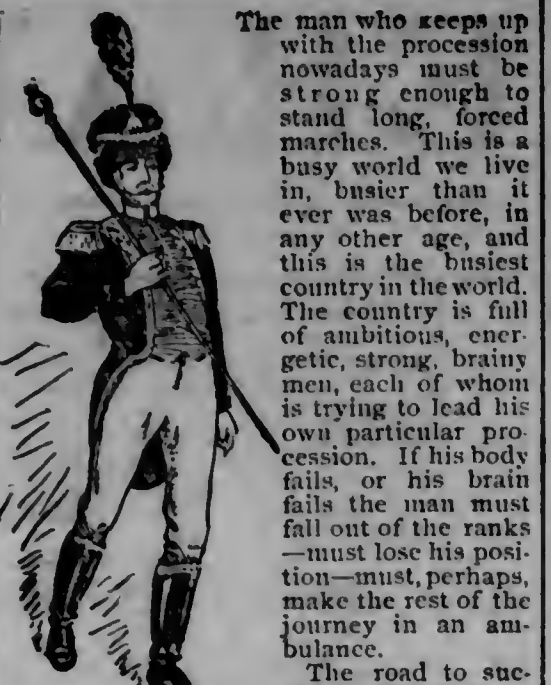 The man who keeps up
with the procession
nowadays must be
strong enough to
stand long, forced
marches. This is a
busy world we live
in, busier than it
ever was before, in
any other age, and
this is the busiest
country in the world.
The country is full
of ambitious, ener-
getic, strong, brainy
men, each of whom
is trying to lead his
own particular pro-
cession. If his body
fails, or his brain
fails the man must
fall out of the ranks
—must lose his posi-
tion—must, perhaps,
make the rest of the
journey in an am-
bulance.
The road to suc-